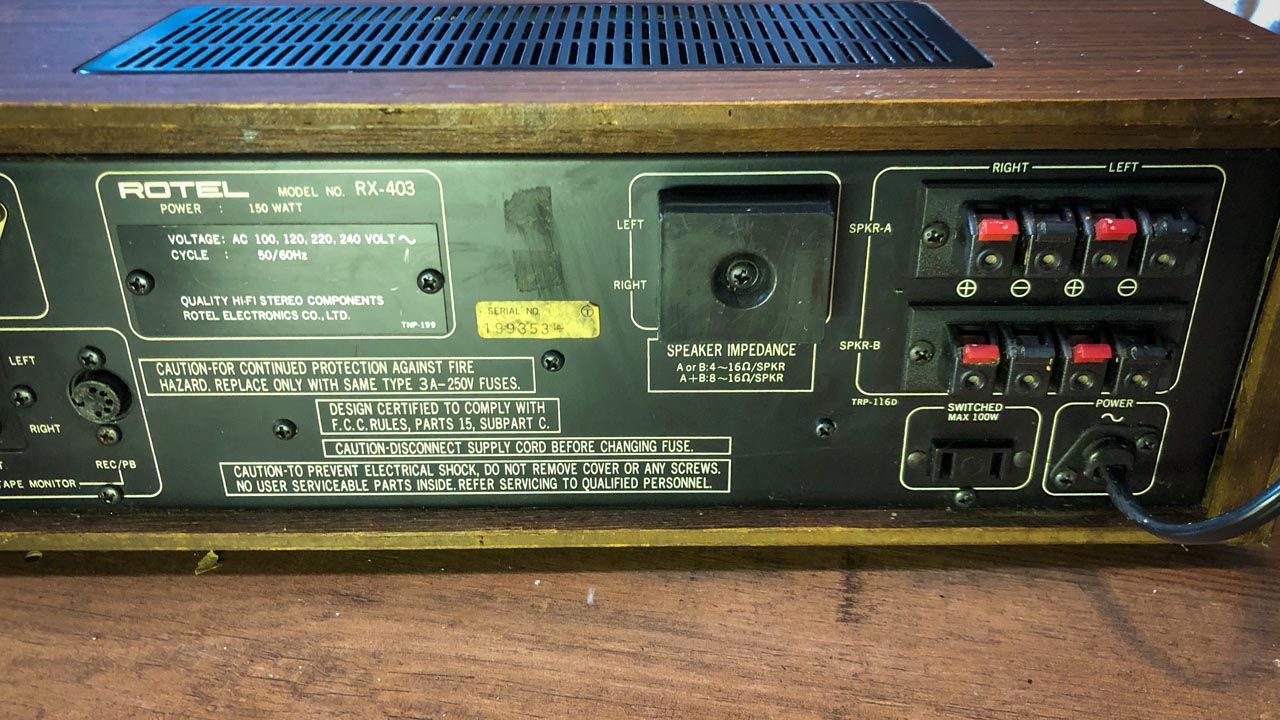 ROTEL MODEL NO. RX-403
POWER : 150 WATT
VOLTAGE: AC 100, 120, 220, 240 VOLT ~
CYCLE : 50/60Hz
QUALITY HI-FI STEREO COMPONENTS
ROTEL ELECTRONICS CO., LTD.
TNP-199
SERIAL NO.
LEFT
RIGHT
REC/PB
TAPE MONITOR
CAUTION-FOR CONTINUED PROTECTION AGAINST FIRE
HAZARD. REPLACE ONLY WITH SAME TYPE 3A-250V FUSES.
DESIGN CERTIFIED TO COMPLY WITH
F.C.C. RULES, PARTS 15, SUBPART C.
CAUTION-DISCONNECT SUPPLY CORD BEFORE CHANGING FUSE.
CAUTION-TO PREVENT ELECTRICAL SHOCK, DO NOT REMOVE COVER OR ANY SCREWS.
NO USER SERVICEABLE PARTS INSIDE. REFER SERVICING TO QUALIFIED PERSONNEL.
LEFT
RIGHT
SPEAKER IMPEDANCE
A or B:4~16Ω/SPKR
A+B:8~16Ω/SPKR
RIGHT LEFT
SPKR-A
+ - + -
SPKR-B
TRP-116D
SWITCHED
MAX 100W
POWER
~